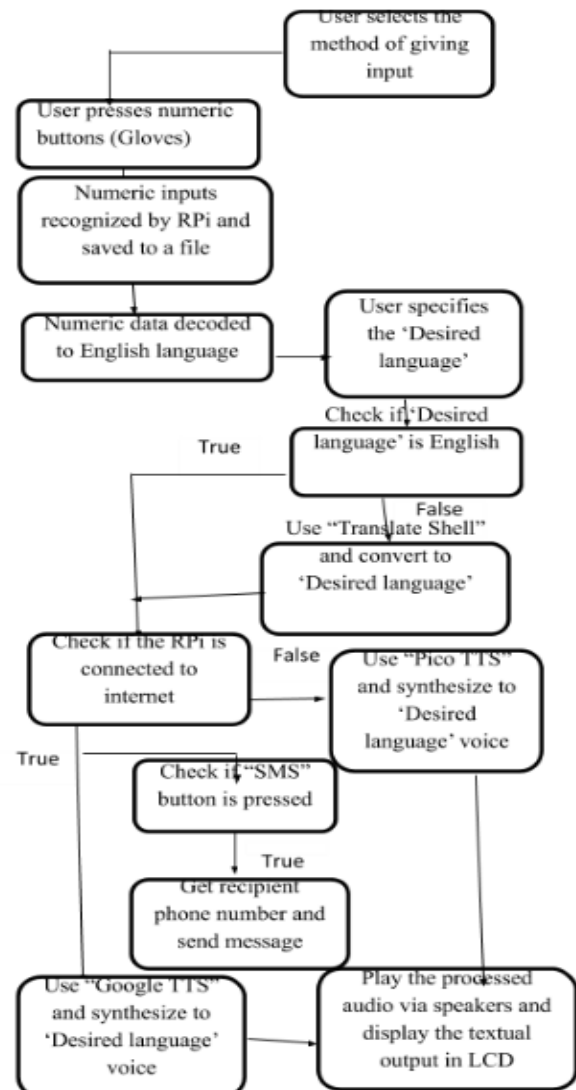 User selects the
method of giving
input
User presses numeric
buttons (Gloves)
Numeric inputs
recognized by RPi and
saved to a file
Numeric data decoded
to English language
User specifies
the ‘Desired
language’
Check if ‘Desired
language’ is English
True
False
Use “Translate Shell”
and convert to
‘Desired language’
Check if the RPi is
connected to
internet
False
Use “Pico TTS”
and synthesize to
‘Desired
language’ voice
True
Check if “SMS”
button is pressed
True
Get recipient
phone number and
send message
Use “Google TTS”
and synthesize to
‘Desired language’
voice
Play the processed
audio via speakers and
display the textual
output in LCD